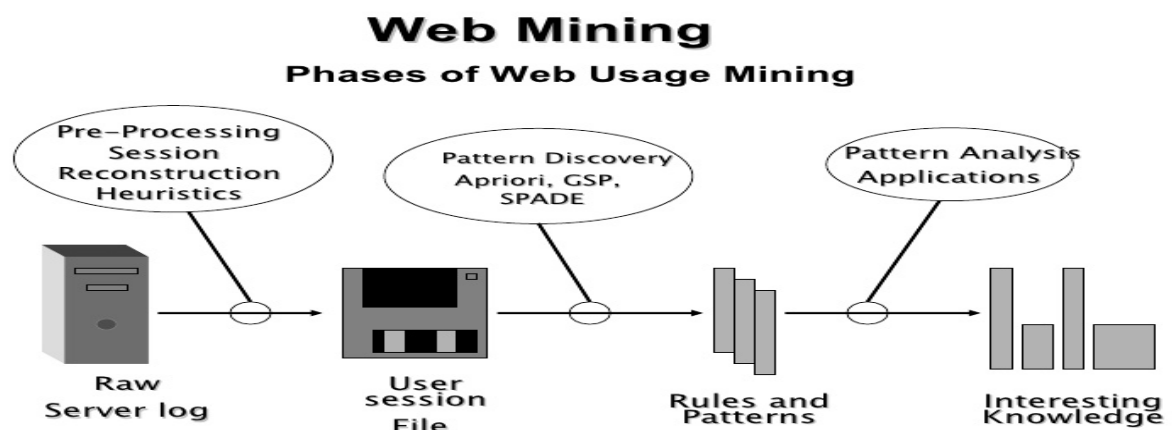 Web Mining
Phases of Web Usage Mining
Pre-Processing
Session
Reconstruction
Heuristics
Pattern Discovery
Apriori, GSP,
SPADE
Pattern Analysis
Applications
Raw
Server log
User
session
File
Rules and
Patterns
Interesting
Knowledge